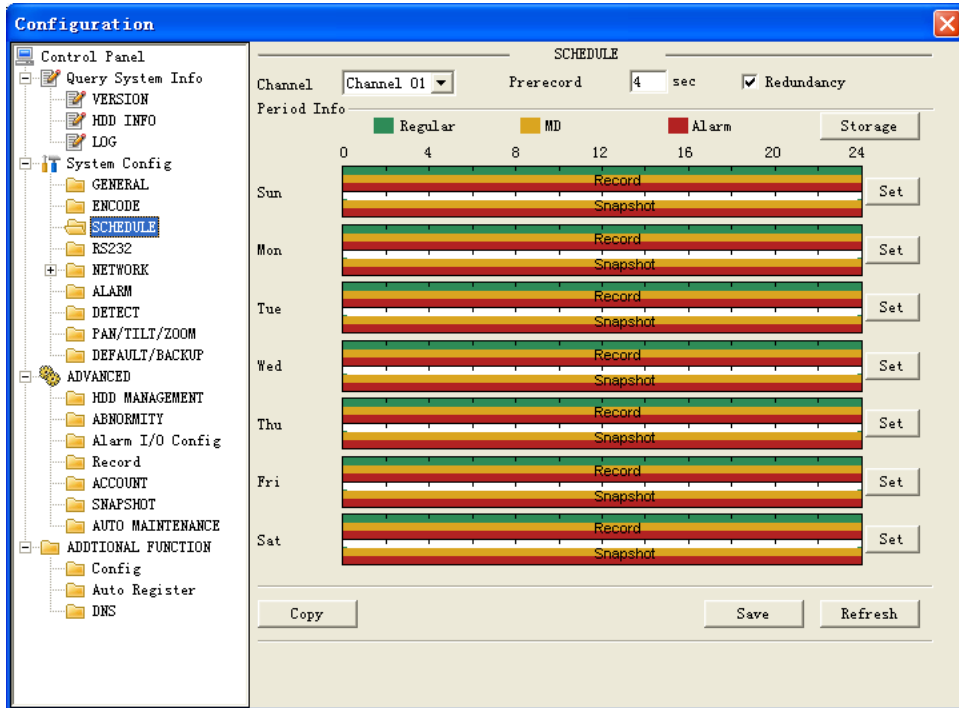 Configuration
Control Panel
Query System Info
VERSION
HDD INFO
LOG
System Config
GENERAL
ENCODE
SCHEDULE
RS232
NETWORK
ALARM
DETECT
PAN/TILT/ZOOM
DEFAULT/BACKUP
ADVANCED
HDD MANAGEMENT
ABNORMITY
Alarm I/O Config
Record
ACCOUNT
SNAPSHOT
AUTO MAINTENANCE
ADDTIONAL FUNCTION
Config
Auto Register
DNS
SCHEDULE
Channel Channel 01 Prerecord 4 sec Redundancy
Period Info
Regular MD Alarm Storage
0 4 8 12 16 20 24
Record
Sun Set
Snapshot
Record
Mon Set
Snapshot
Record
Tue Set
Snapshot
Record
Wed Set
Snapshot
Record
Thu Set
Snapshot
Record
Fri Set
Snapshot
Record
Sat Set
Snapshot
Copy Save Refresh